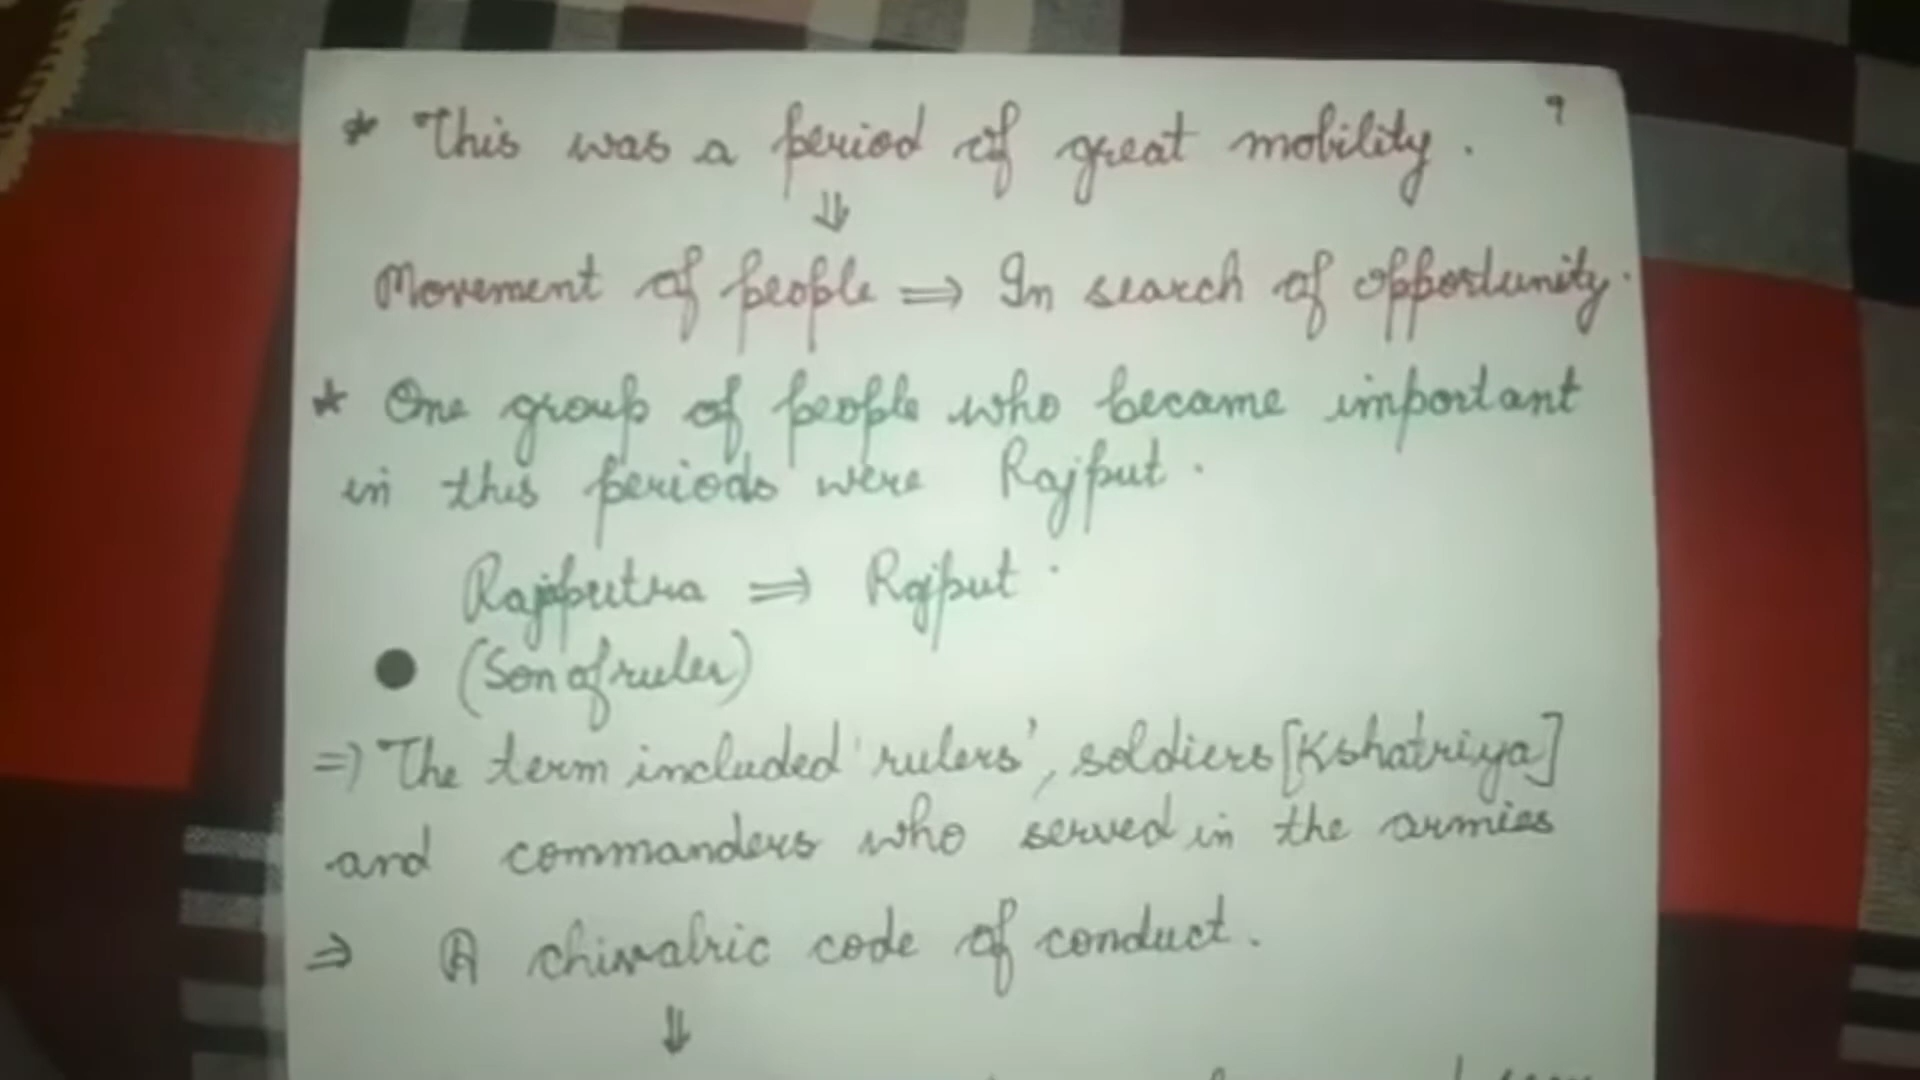 9
* This was a period of great mobility.
⇓
Movement of people ⇒ In search of opportunity.
* One group of people who became important
in this periods were Rajput.
Rajputra ⇒ Rajput.
(Son of ruler)
⇒ The term included 'rulers', soldiers [Kshatriya]
and commanders who served in the armies
⇒ A chivalric code of conduct.
⇓